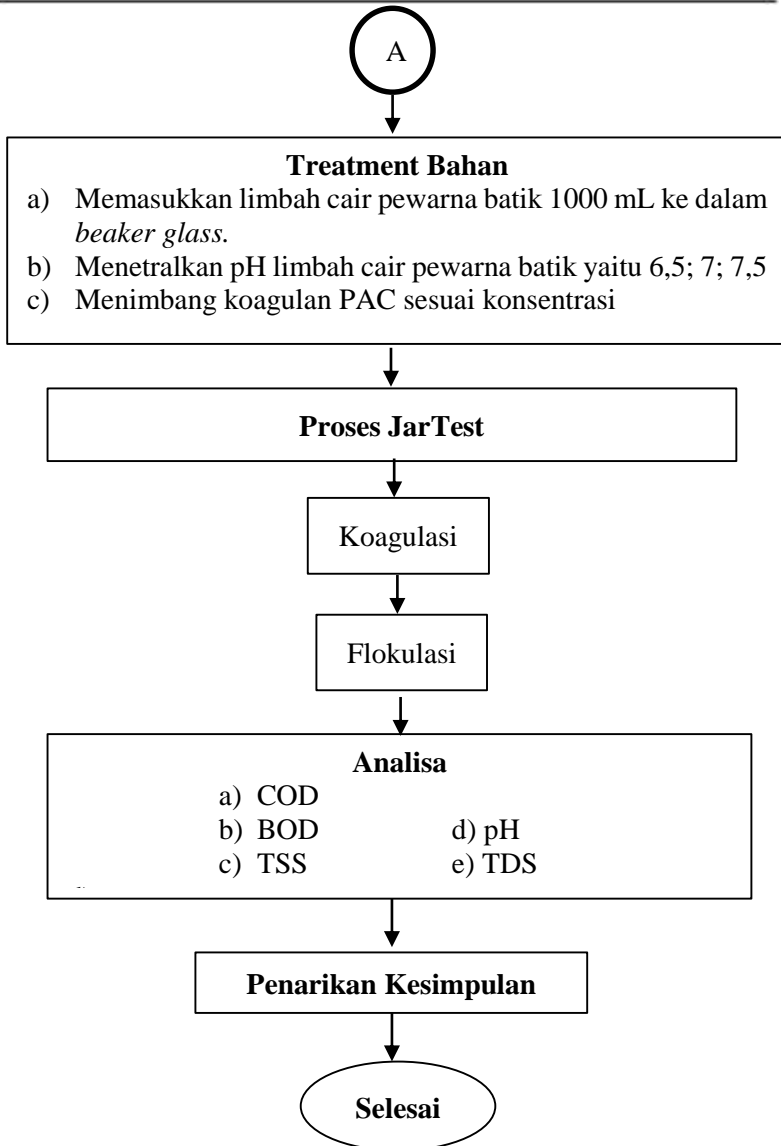 A
Treatment Bahan
a) Memasukkan limbah cair pewarna batik 1000 mL ke dalam
beaker glass.
b) Menetralkan pH limbah cair pewarna batik yaitu 6,5; 7; 7,5
c) Menimbang koagulan PAC sesuai konsentrasi
Proses JarTest
Koagulasi
Flokulasi
Analisa
a) COD
b) BOD
c) TSS
d) pH
e) TDS
Penarikan Kesimpulan
Selesai